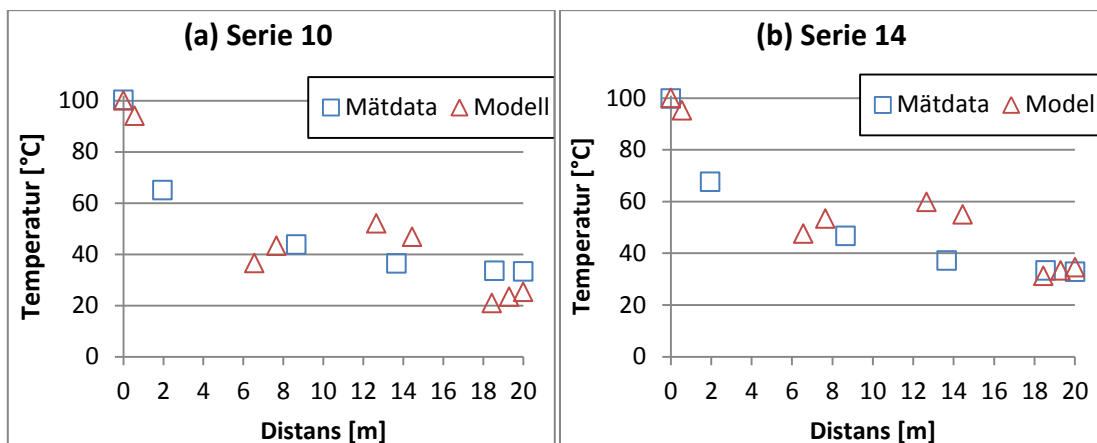 (a) Serie 10
Mätdata
Modell
Temperatur [°C]
100
80
60
40
20
0
0 2 4 6 8 10 12 14 16 18 20
Distans [m]
(b) Serie 14
Mätdata
Modell
Temperatur [°C]
100
80
60
40
20
0
0 2 4 6 8 10 12 14 16 18 20
Distans [m]